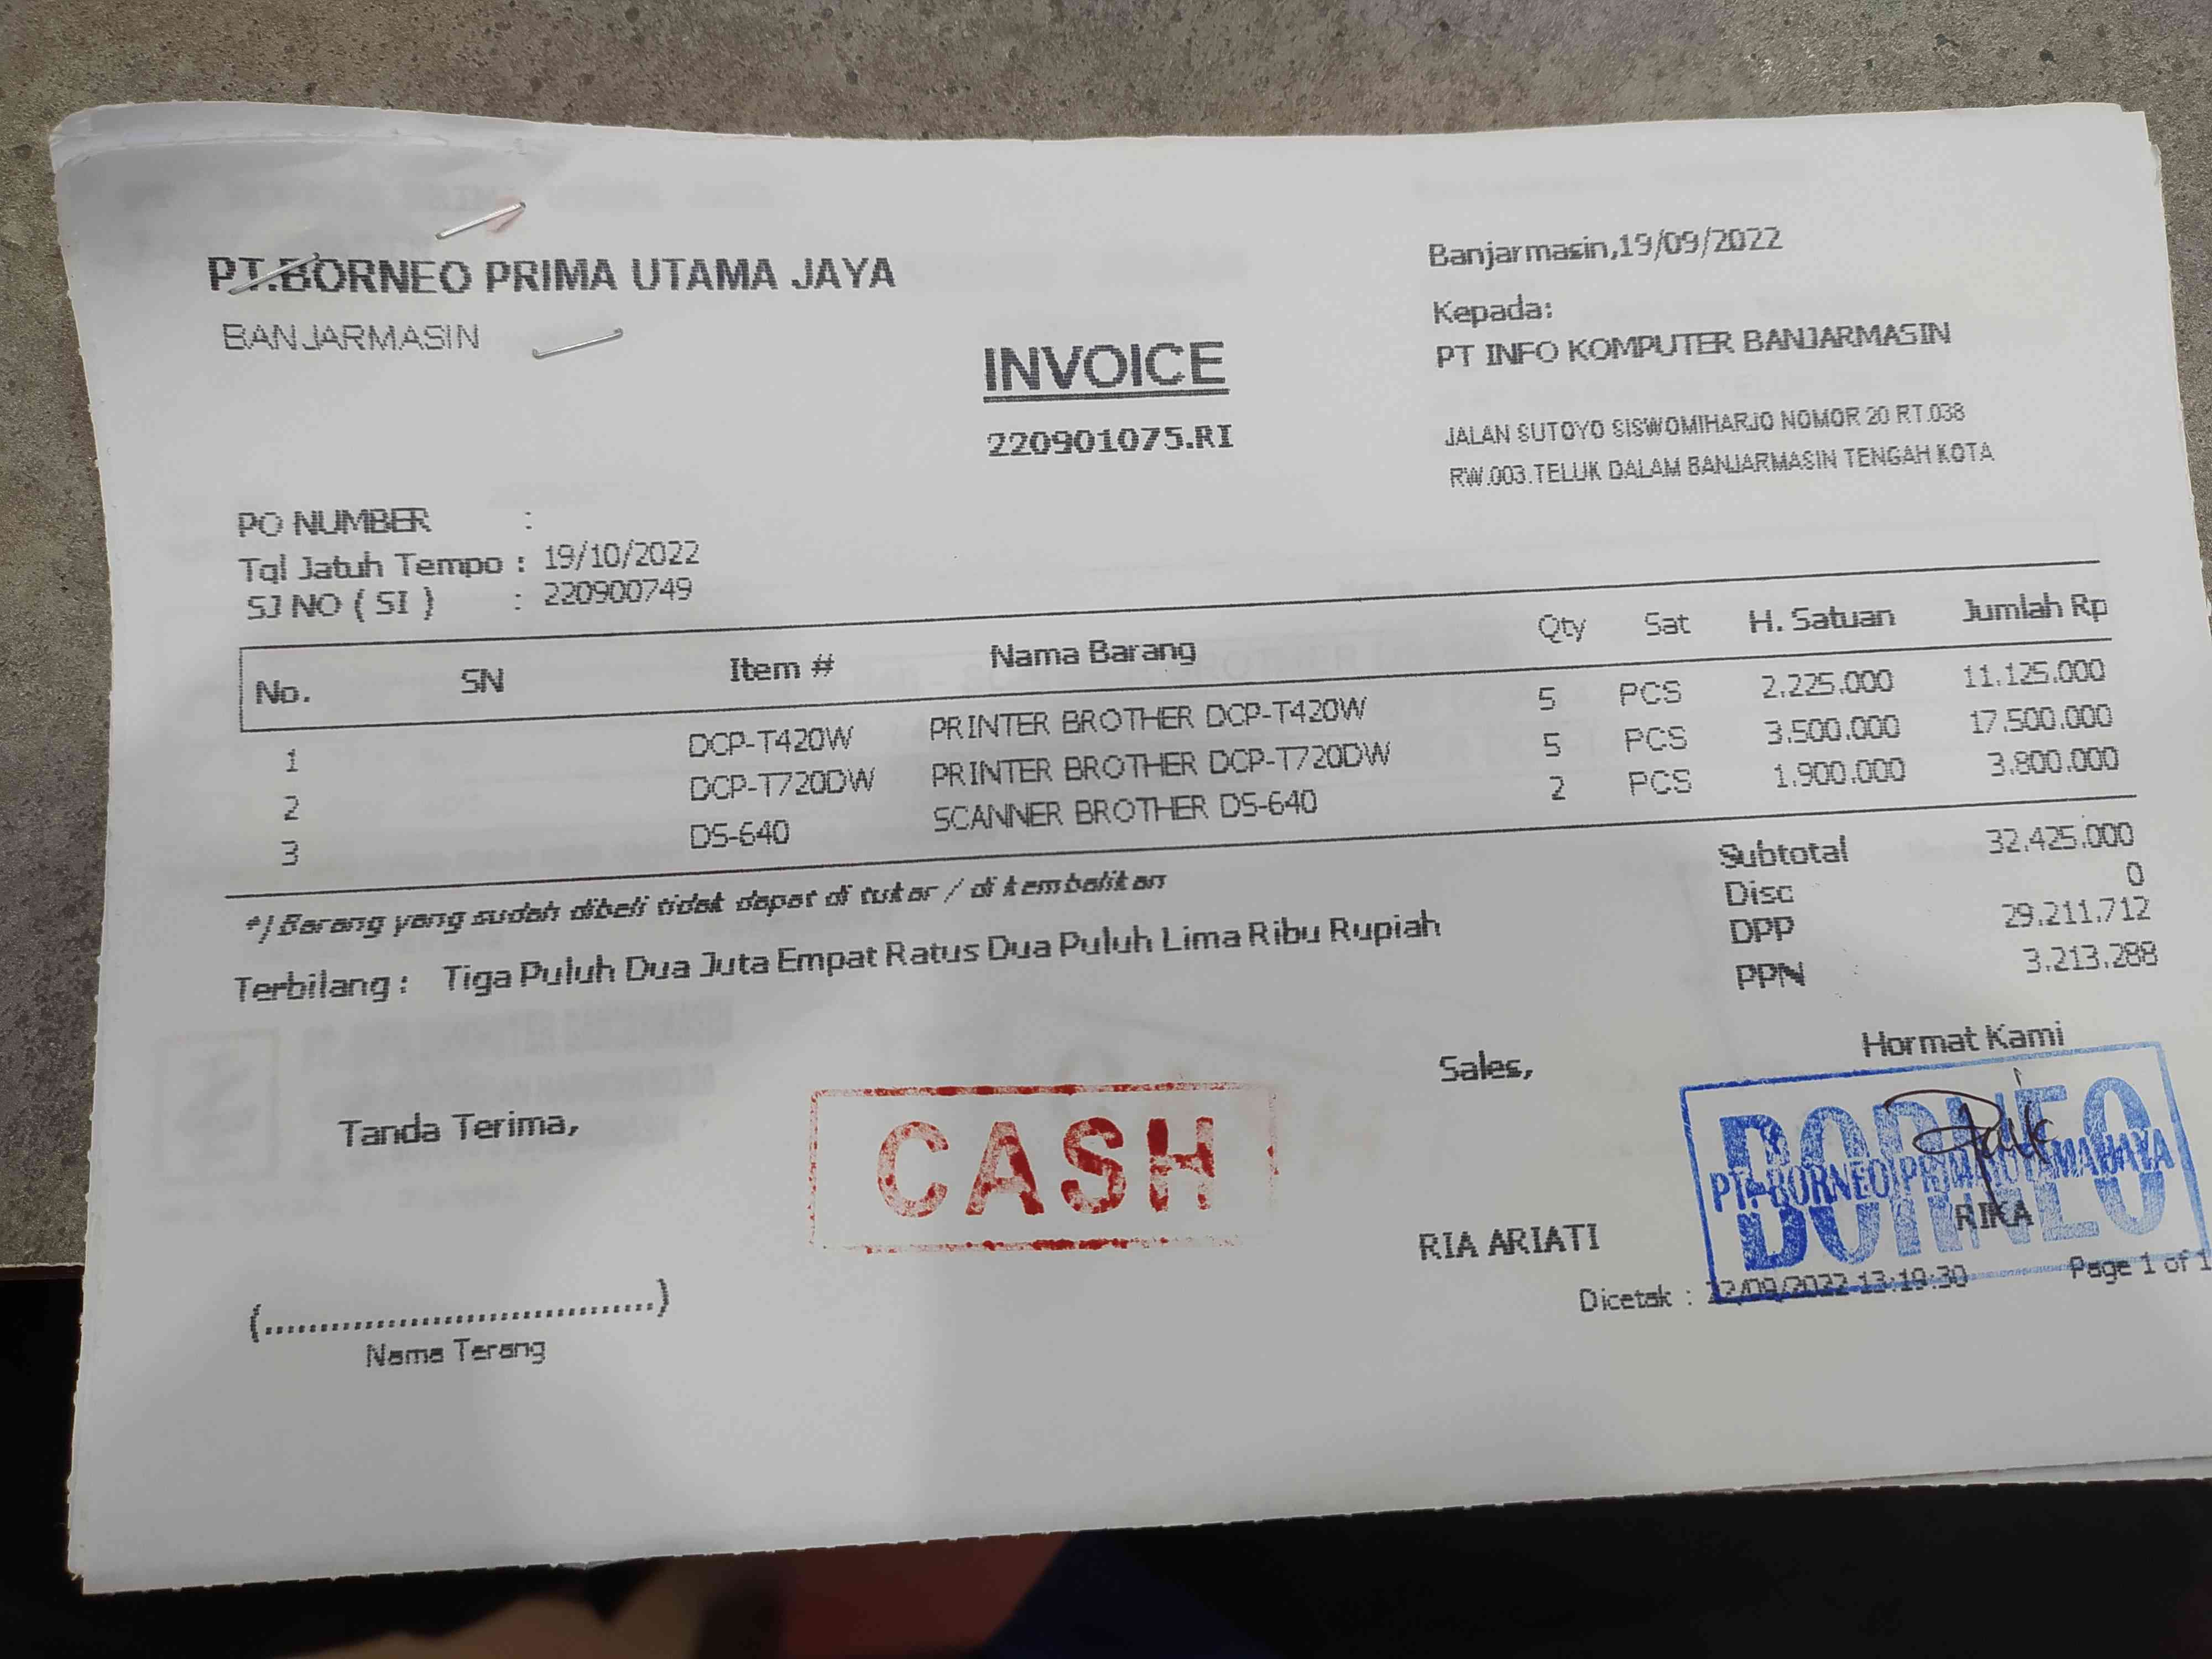 PT.BORNEO PRIMA UTAMA JAYA
BANJARMASIN
INVOICE
220901075.RI
Banjarmasin,19/09/2022
Kepada:
PT INFO KOMPUTER BANJARMASIN
JALAN SUTOYO SISWOMIHARJO NOMOR 20 RT.038
RW.003.TELUK DALAM BANJARMASIN TENGAH KOTA
PO NUMBER :
Tgl Jatuh Tempo : 19/10/2022
SJ NO ( SI ) : 220900749
No. SN Item # Nama Barang Qty Sat H. Satuan Jumlah Rp
1 DCP-T420W PRINTER BROTHER DCP-T420W 5 PCS 2.225.000 11.125.000
2 DCP-T720DW PRINTER BROTHER DCP-T720DW 5 PCS 3.500.000 17.500.000
3 DS-640 SCANNER BROTHER DS-640 2 PCS 1.900.000 3.800.000
*) Barang yang sudah dibeli tidak dapat di tukar / di kembalikan
Terbilang : Tiga Puluh Dua Juta Empat Ratus Dua Puluh Lima Ribu Rupiah
Subtotal 32.425.000
Disc 0
DPP 29.211.712
PPN 3.213.288
Tanda Terima,
CASH
Sales,
Hormat Kami
BORNEO
PT. BORNEO PRIMA UTAMA JAYA
BORNEO
RIA ARIATI
RIKA
Dicetak : 22/09/2022 13:19:30 Page 1 of 1
(....................................)
Nama Terang